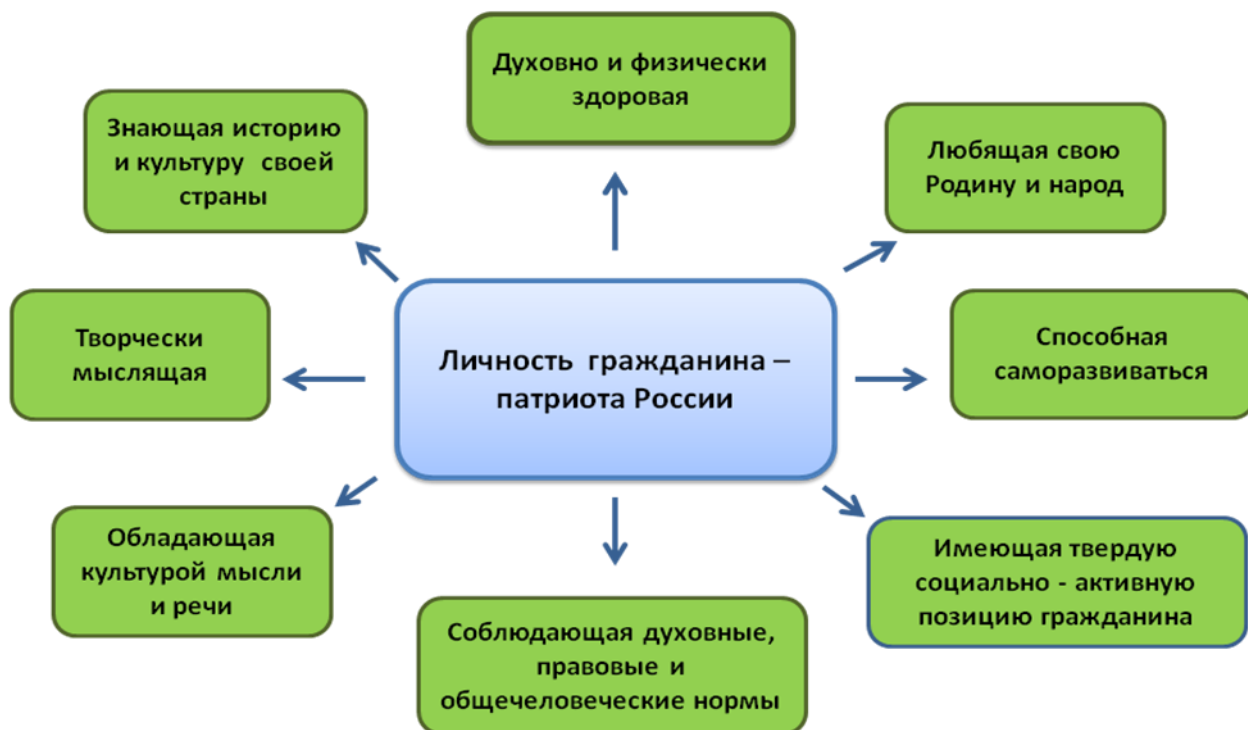 Духовно и физически
здоровая
Знающая историю
и культуру своей
страны
Любящая свою
Родину и народ
Творчески
мыслящая
Личность гражданина –
патриота России
Способная
саморазвиваться
Обладающая
культурой мысли
и речи
Имеющая твердую
социально - активную
позицию гражданина
Соблюдающая духовные,
правовые и
общечеловеческие нормы